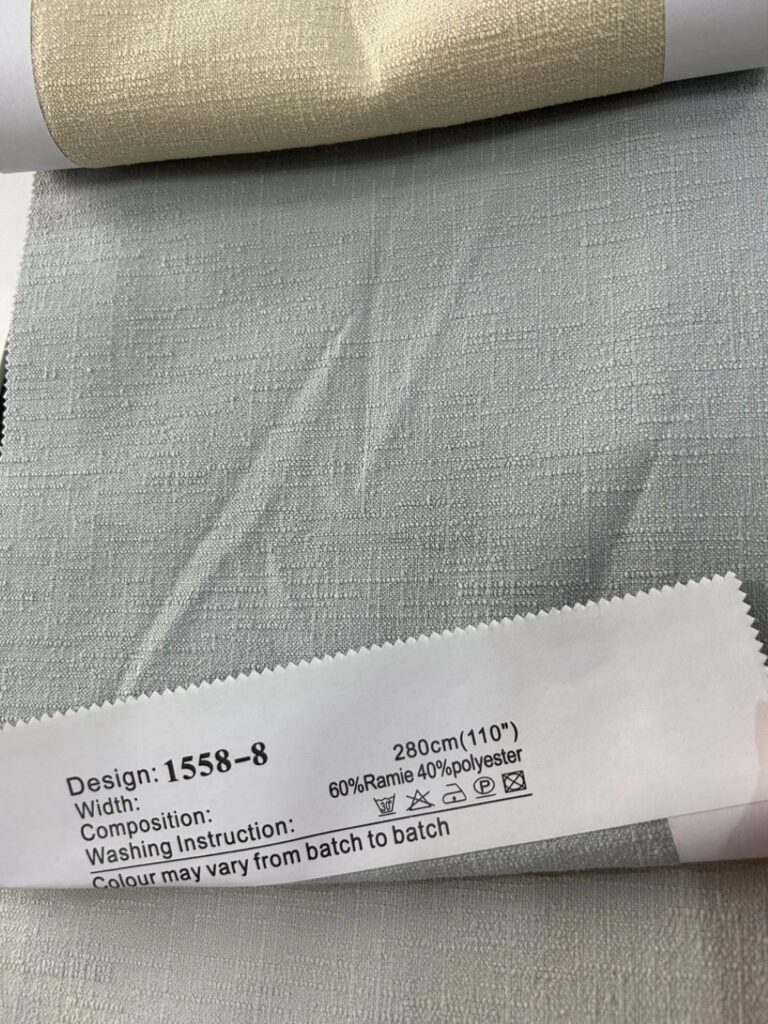 Design: 1558-8
Width: 280cm(110")
Composition: 60%Ramie 40%polyester
Washing Instruction: 30 P
Colour may vary from batch to batch